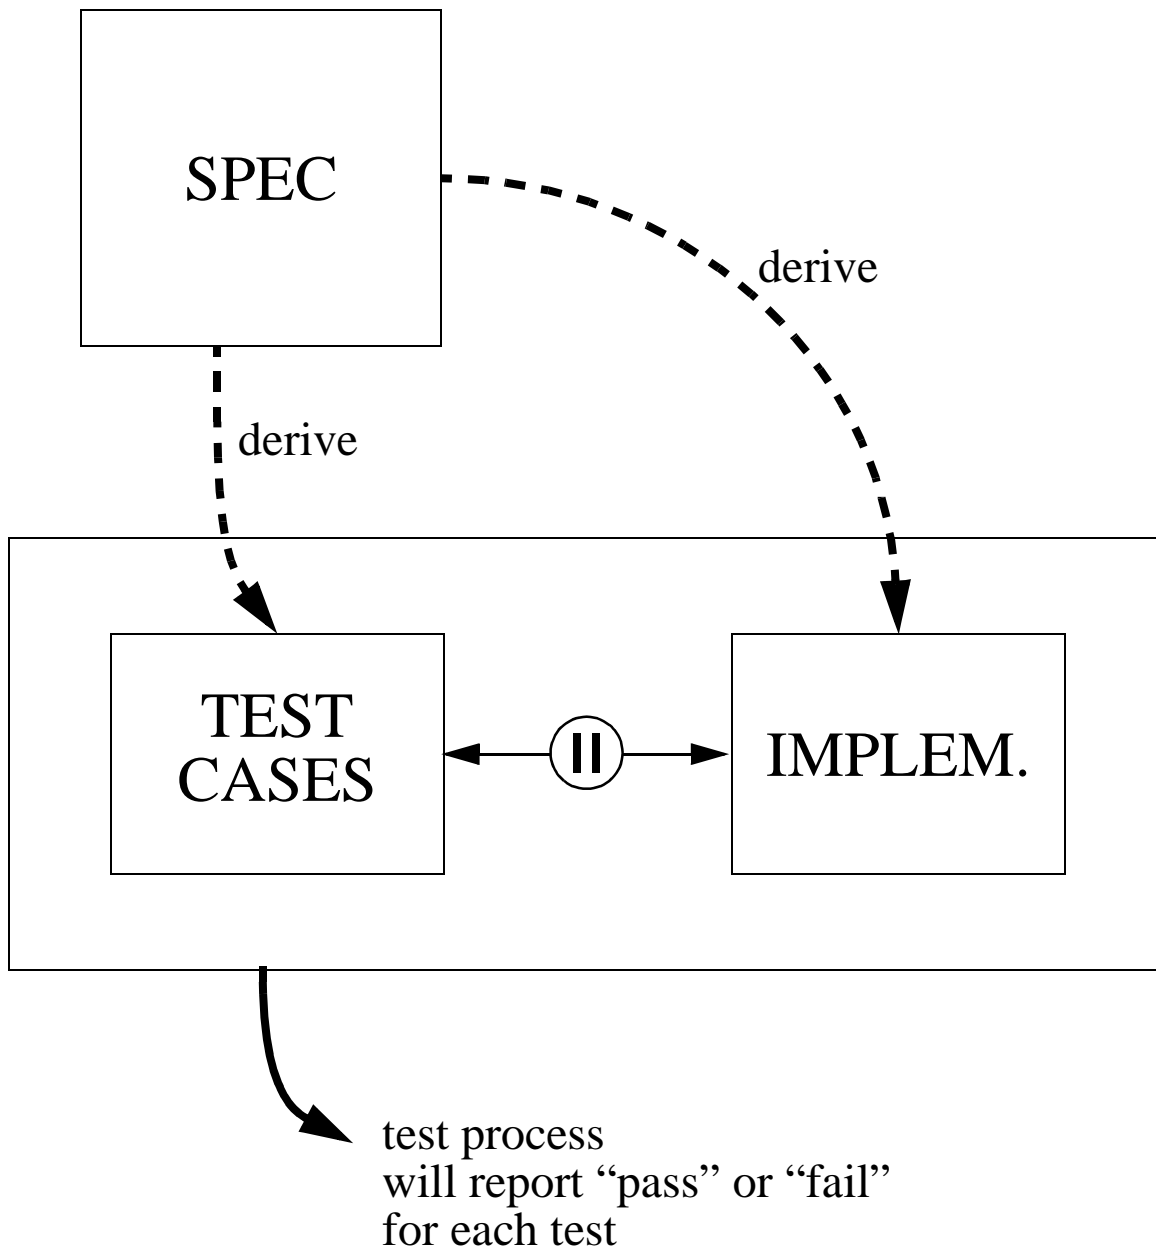 SPEC
derive
derive
TEST
CASES
||
IMPLEM.
test process
will report “pass” or “fail”
for each test